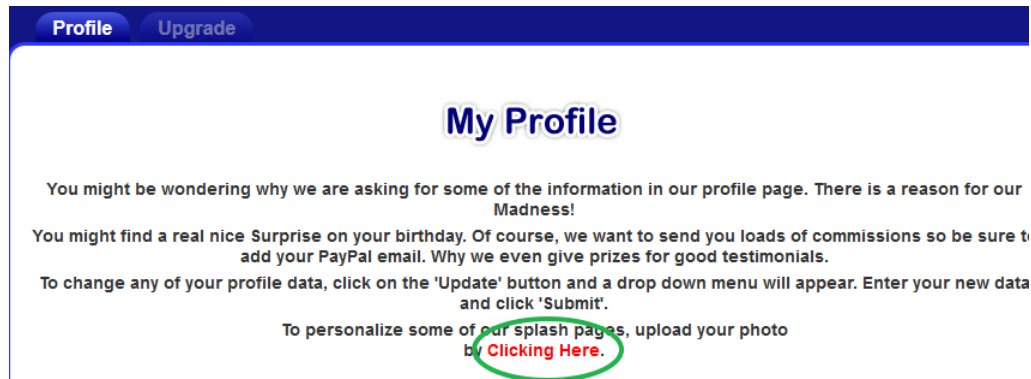 Profile Upgrade
My Profile
You might be wondering why we are asking for some of the information in our profile page. There is a reason for our
Madness!
You might find a real nice Surprise on your birthday. Of course, we want to send you loads of commissions so be sure to
add your PayPal email. Why we even give prizes for good testimonials.
To change any of your profile data, click on the 'Update' button and a drop down menu will appear. Enter your new data
and click 'Submit'.
To personalize some of our splash pages, upload your photo
by Clicking Here.